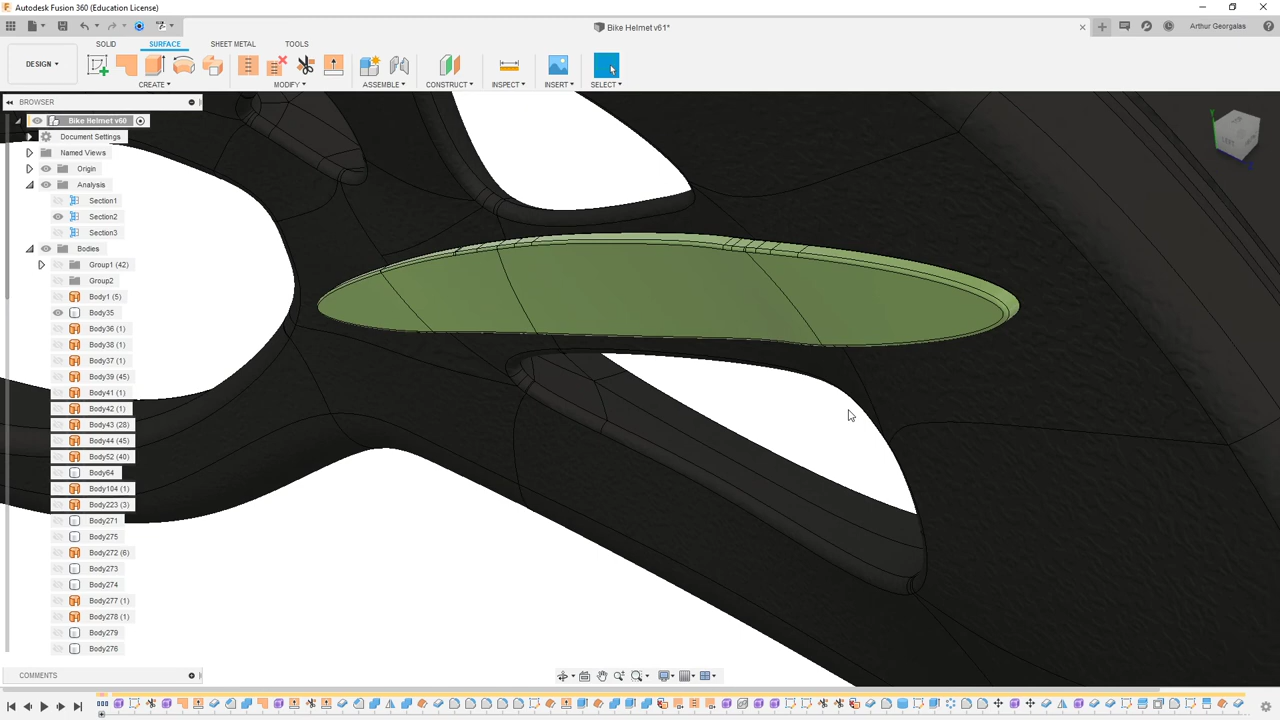 Autodesk Fusion 360 (Education License)
Bike Helmet v61*
Arthur Georgalas
DESIGN
SOLID SURFACE SHEET METAL TOOLS
CREATE MODIFY ASSEMBLE CONSTRUCT INSPECT INSERT SELECT
BROWSER
Bike Helmet v60
Document Settings
Named Views
Origin
Analysis
Section1
Section2
Section3
Bodies
Group1 (42)
Group2
Body1 (5)
Body35
Body36 (1)
Body38 (1)
Body37 (1)
Body39 (45)
Body41 (1)
Body42 (1)
Body43 (28)
Body44 (45)
Body52 (40)
Body64
Body104 (1)
Body223 (3)
Body271
Body275
Body272 (6)
Body273
Body274
Body277 (1)
Body278 (1)
Body279
Body276
COMMENTS